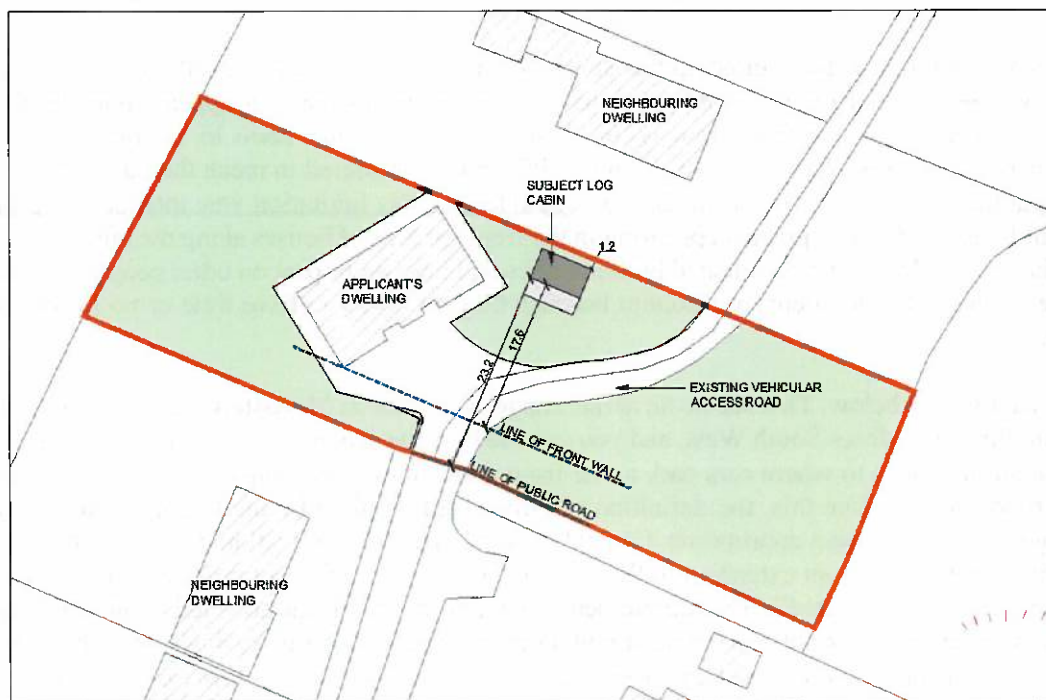 NEIGHBOURING
DWELLING
SUBJECT LOG
CABIN
1.2
APPLICANT'S
DWELLING
17.6
23.2
EXISTING VEHICULAR
ACCESS ROAD
LINE OF FRONT WALL
LINE OF PUBLIC ROAD
NEIGHBOURING
DWELLING